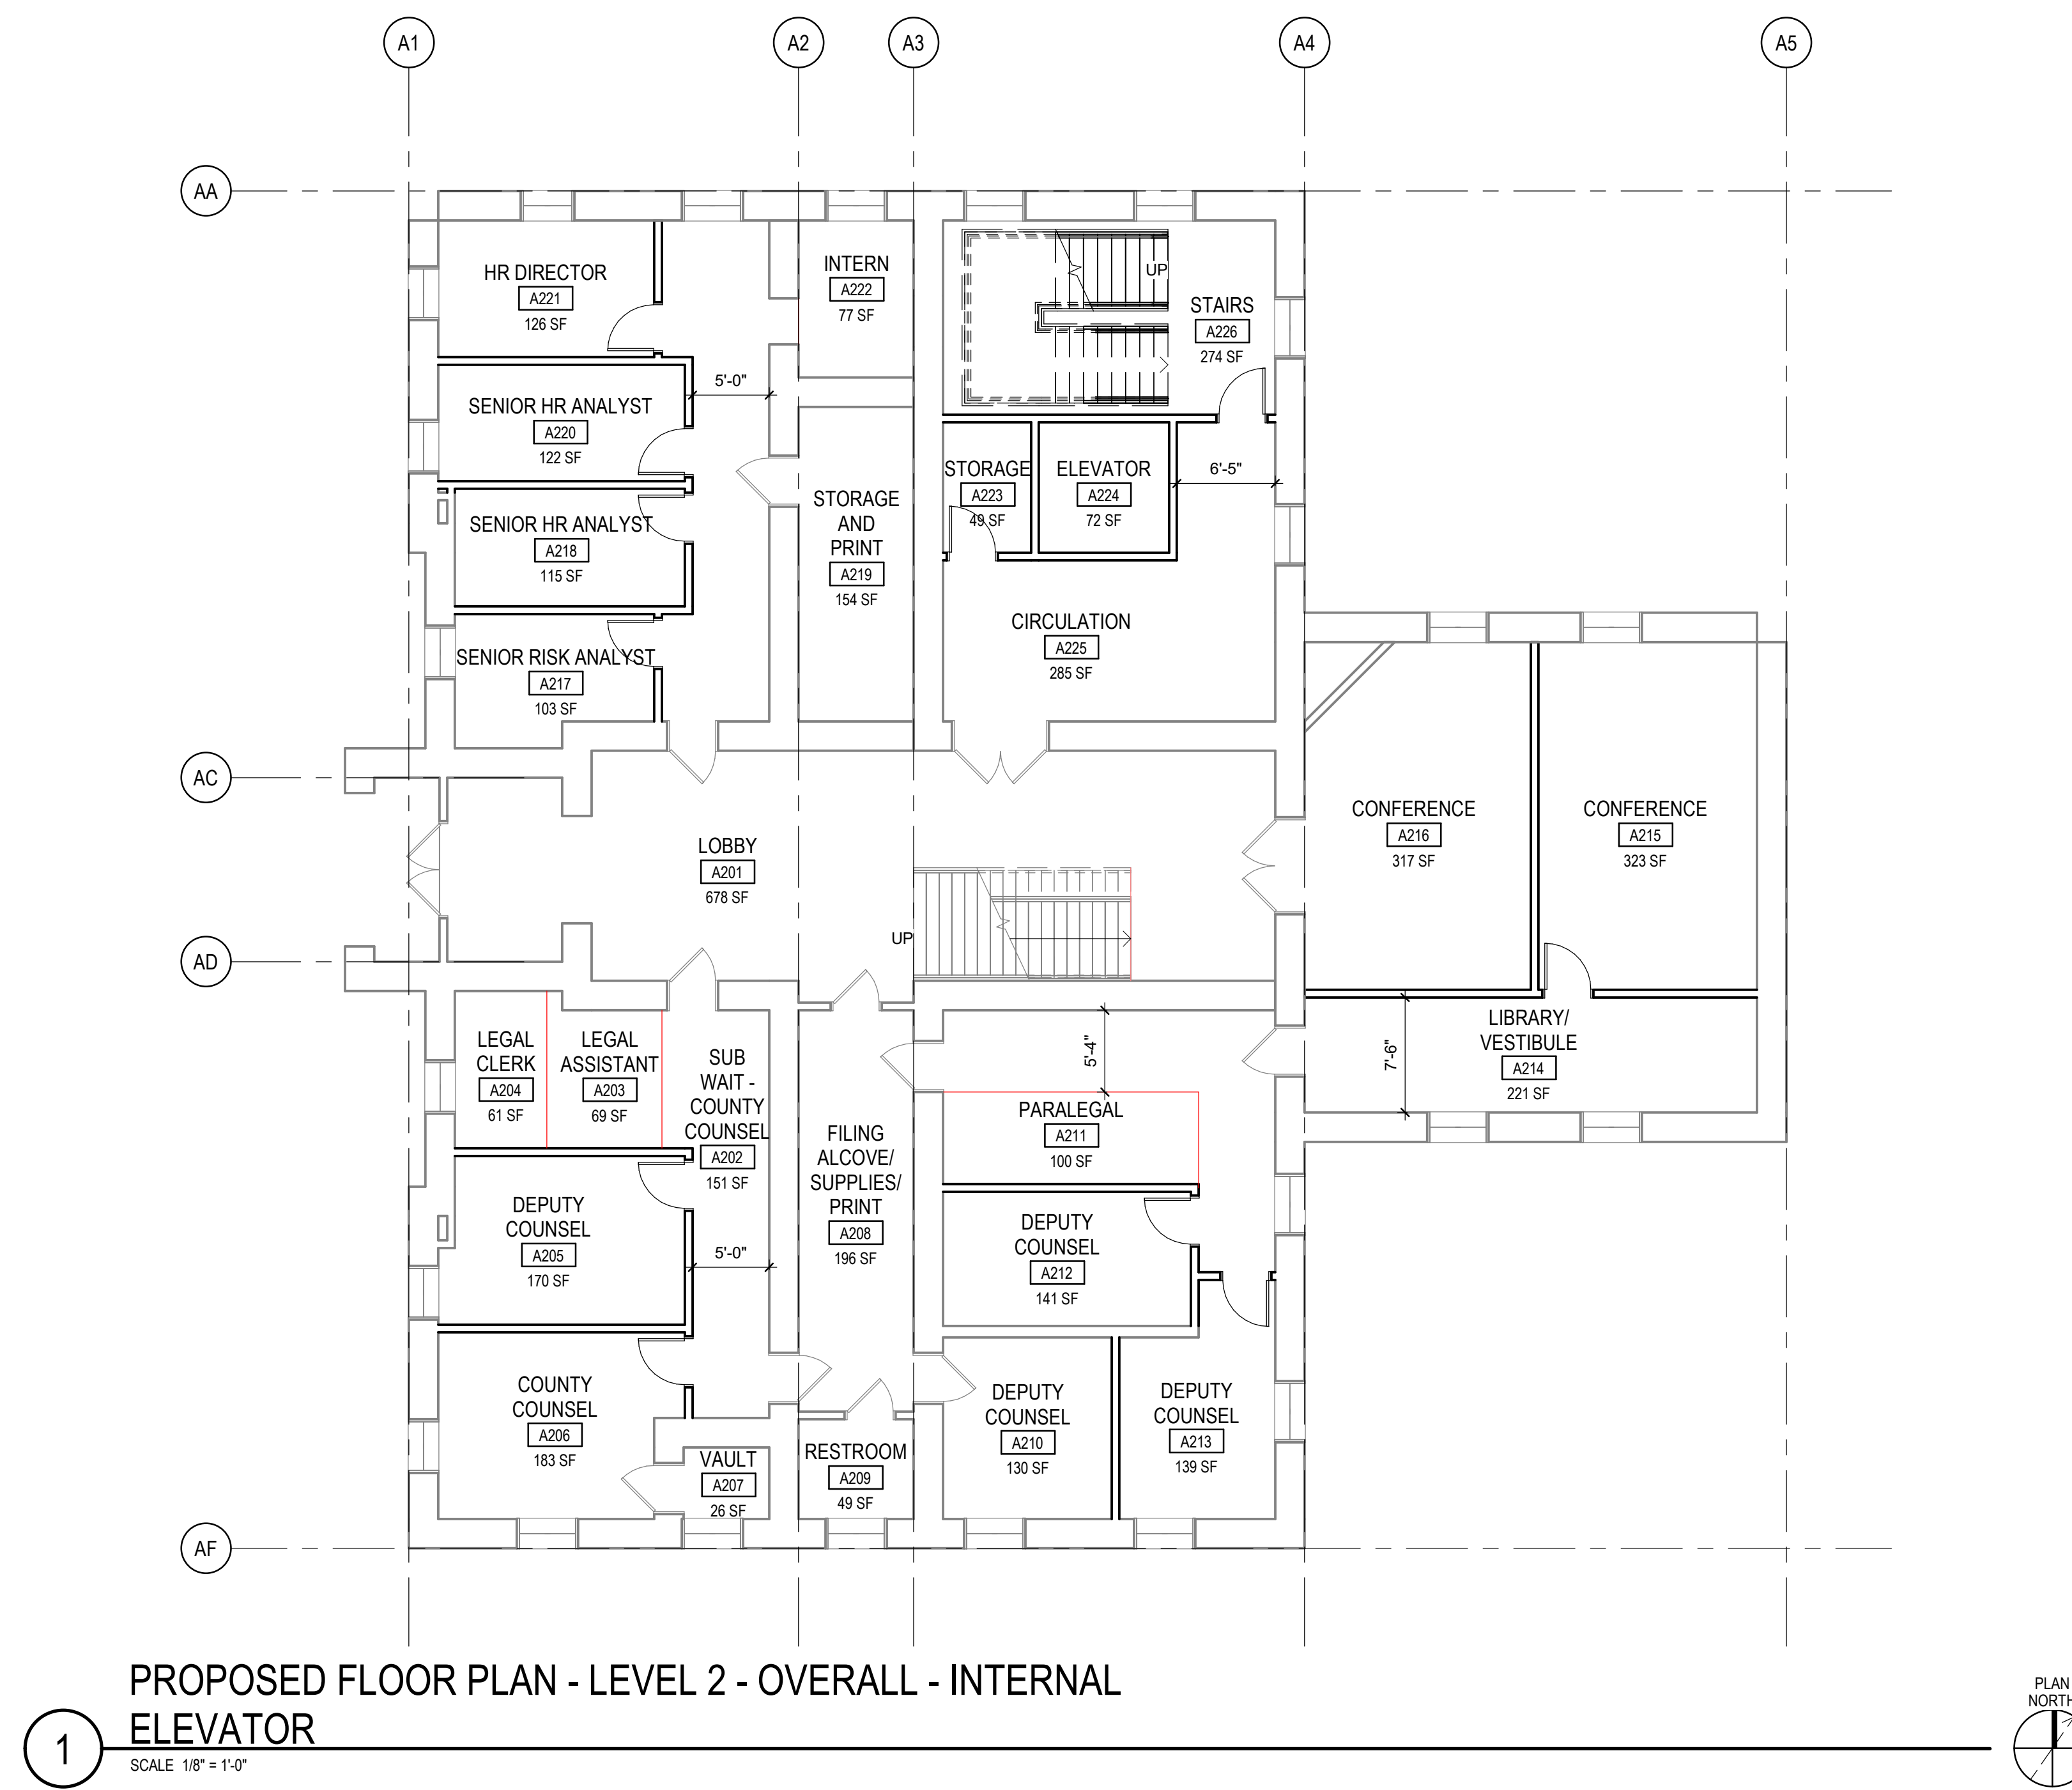 A1
A2
A3
A4
A5
AA
HR DIRECTOR
A221
126 SF
INTERN
A222
77 SF
UP
STAIRS
A226
274 SF
5'-0"
SENIOR HR ANALYST
A220
122 SF
STORAGE
A223
49 SF
ELEVATOR
A224
72 SF
6'-5"
SENIOR HR ANALYST
A218
115 SF
STORAGE
AND
PRINT
A219
154 SF
CIRCULATION
A225
285 SF
SENIOR RISK ANALYST
A217
103 SF
AC
LOBBY
A201
678 SF
CONFERENCE
A216
317 SF
CONFERENCE
A215
323 SF
UP
AD
LEGAL
CLERK
A204
61 SF
LEGAL
ASSISTANT
A203
69 SF
SUB
WAIT -
COUNTY
COUNSEL
A202
151 SF
5'-4"
7'-6"
LIBRARY/
VESTIBULE
A214
221 SF
PARALEGAL
A211
100 SF
FILING
ALCOVE/
SUPPLIES/
PRINT
A208
196 SF
DEPUTY
COUNSEL
A205
170 SF
5'-0"
DEPUTY
COUNSEL
A212
141 SF
COUNTY
COUNSEL
A206
183 SF
DEPUTY
COUNSEL
A210
130 SF
DEPUTY
COUNSEL
A213
139 SF
VAULT
A207
26 SF
RESTROOM
A209
49 SF
AF
PROPOSED FLOOR PLAN - LEVEL 2 - OVERALL - INTERNAL
ELEVATOR
1
SCALE 1/8" = 1'-0"
PLAN
NORTH